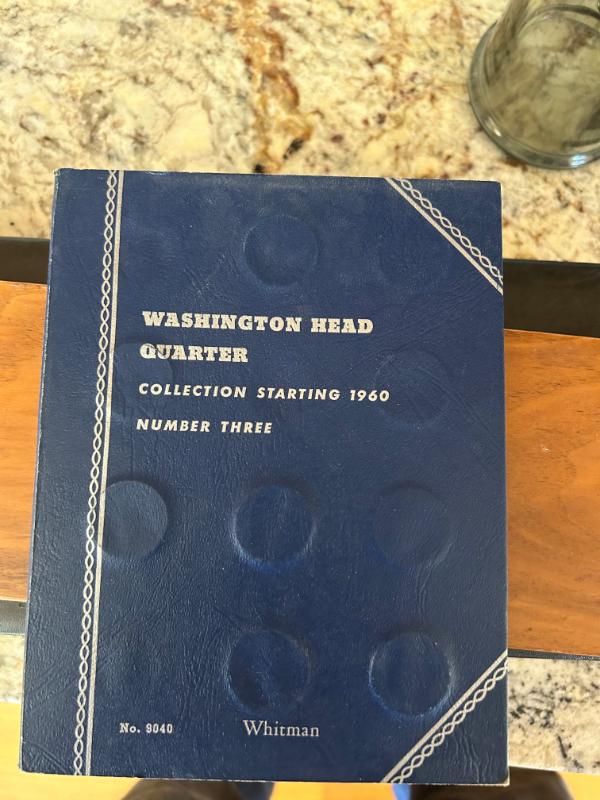 WASHINGTON HEAD
QUARTER
COLLECTION STARTING 1960
NUMBER THREE
No. 9040
Whitman